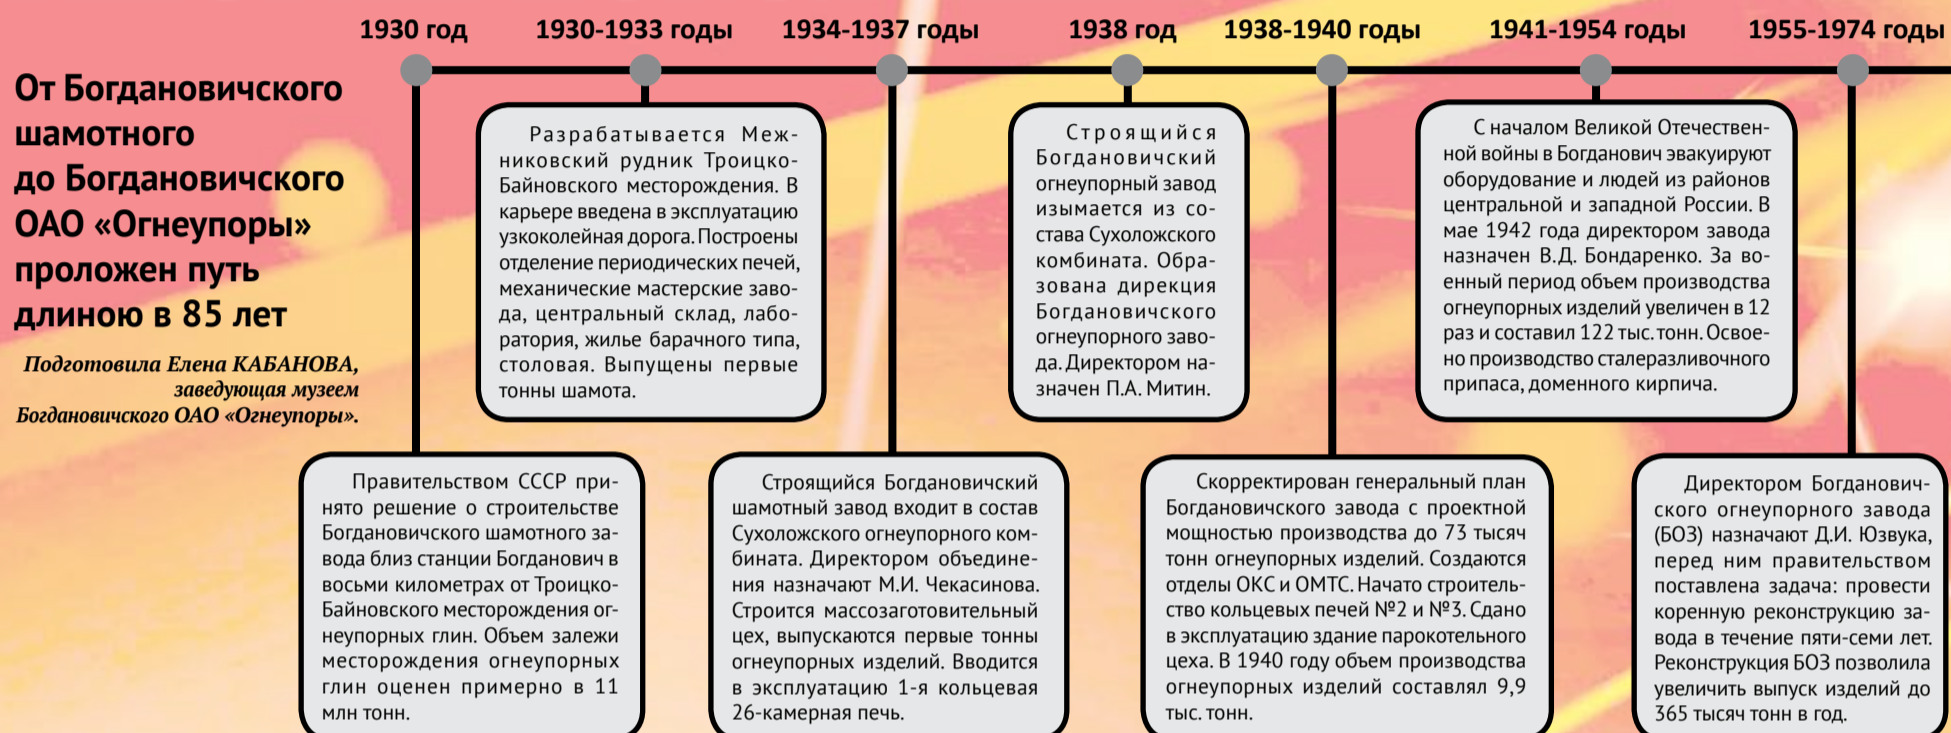 От Богдановичского
шамотного
до Богдановичского
ОАО «Огнеупоры»
проложен путь
длиною в 85 лет
Подготовила Елена КАБАНОВА,
заведующая музеем
Богдановичского ОАО «Огнеупоры».
1930 год
Правительством СССР при-
нято решение о строительстве
Богдановичского шамотного за-
вода близ станции Богданович в
восьми километрах от Троицко-
Байновского месторождения ог-
неупорных глин. Объем залежи
месторождения огнеупорных
глин оценен примерно в 11
млн тонн.
1930-1933 годы
Разрабатывается Меж-
никовский рудник Троицко-
Байновского месторождения. В
карьере введена в эксплуатацию
узкоколейная дорога. Построены
отделение периодических печей,
механические мастерские заво-
да, центральный склад, лабо-
ратория, жилье барачного типа,
столовая. Выпущены первые
тонны шамота.
1934-1937 годы
Строящийся Богдановичский
шамотный завод входит в состав
Сухоложского огнеупорного ком-
бината. Директором объедине-
ния назначают М.И. Чекасинова.
Строится массозаготовительный
цех, выпускаются первые тонны
огнеупорных изделий. Вводится
в эксплуатацию 1-я кольцевая
26-камерная печь.
1938 год
Строящийся
Богдановичский
огнеупорный завод
изымается из со-
става Сухоложского
комбината. Обра-
зована дирекция
Богдановичского
огнеупорного заво-
да. Директором на-
значен П.А. Митин.
1938-1940 годы
Скорректирован генеральный план
Богдановичского завода с проектной
мощностью производства до 73 тысяч
тонн огнеупорных изделий. Создаются
отделы ОКС и ОМТС. Начато строитель-
ство кольцевых печей №2 и №3. Сдано
в эксплуатацию здание парокотельного
цеха. В 1940 году объем производства
огнеупорных изделий составлял 9,9
тыс. тонн.
1941-1954 годы
С началом Великой Отечествен-
ной войны в Богданович эвакуируют
оборудование и людей из районов
центральной и западной России. В
мае 1942 года директором завода
назначен В.Д. Бондаренко. За во-
енный период объем производства
огнеупорных изделий увеличен в 12
раз и составил 122 тыс. тонн. Освое-
но производство сталеразливочного
припаса, доменного кирпича.
1955-1974 годы
Директором Богданович-
ского огнеупорного завода
(БОЗ) назначают Д.И. Юзвука,
перед ним правительством
поставлена задача: провести
коренную реконструкцию за-
вода в течение пяти-семи лет.
Реконструкция БОЗ позволила
увеличить выпуск изделий до
365 тысяч тонн в год.